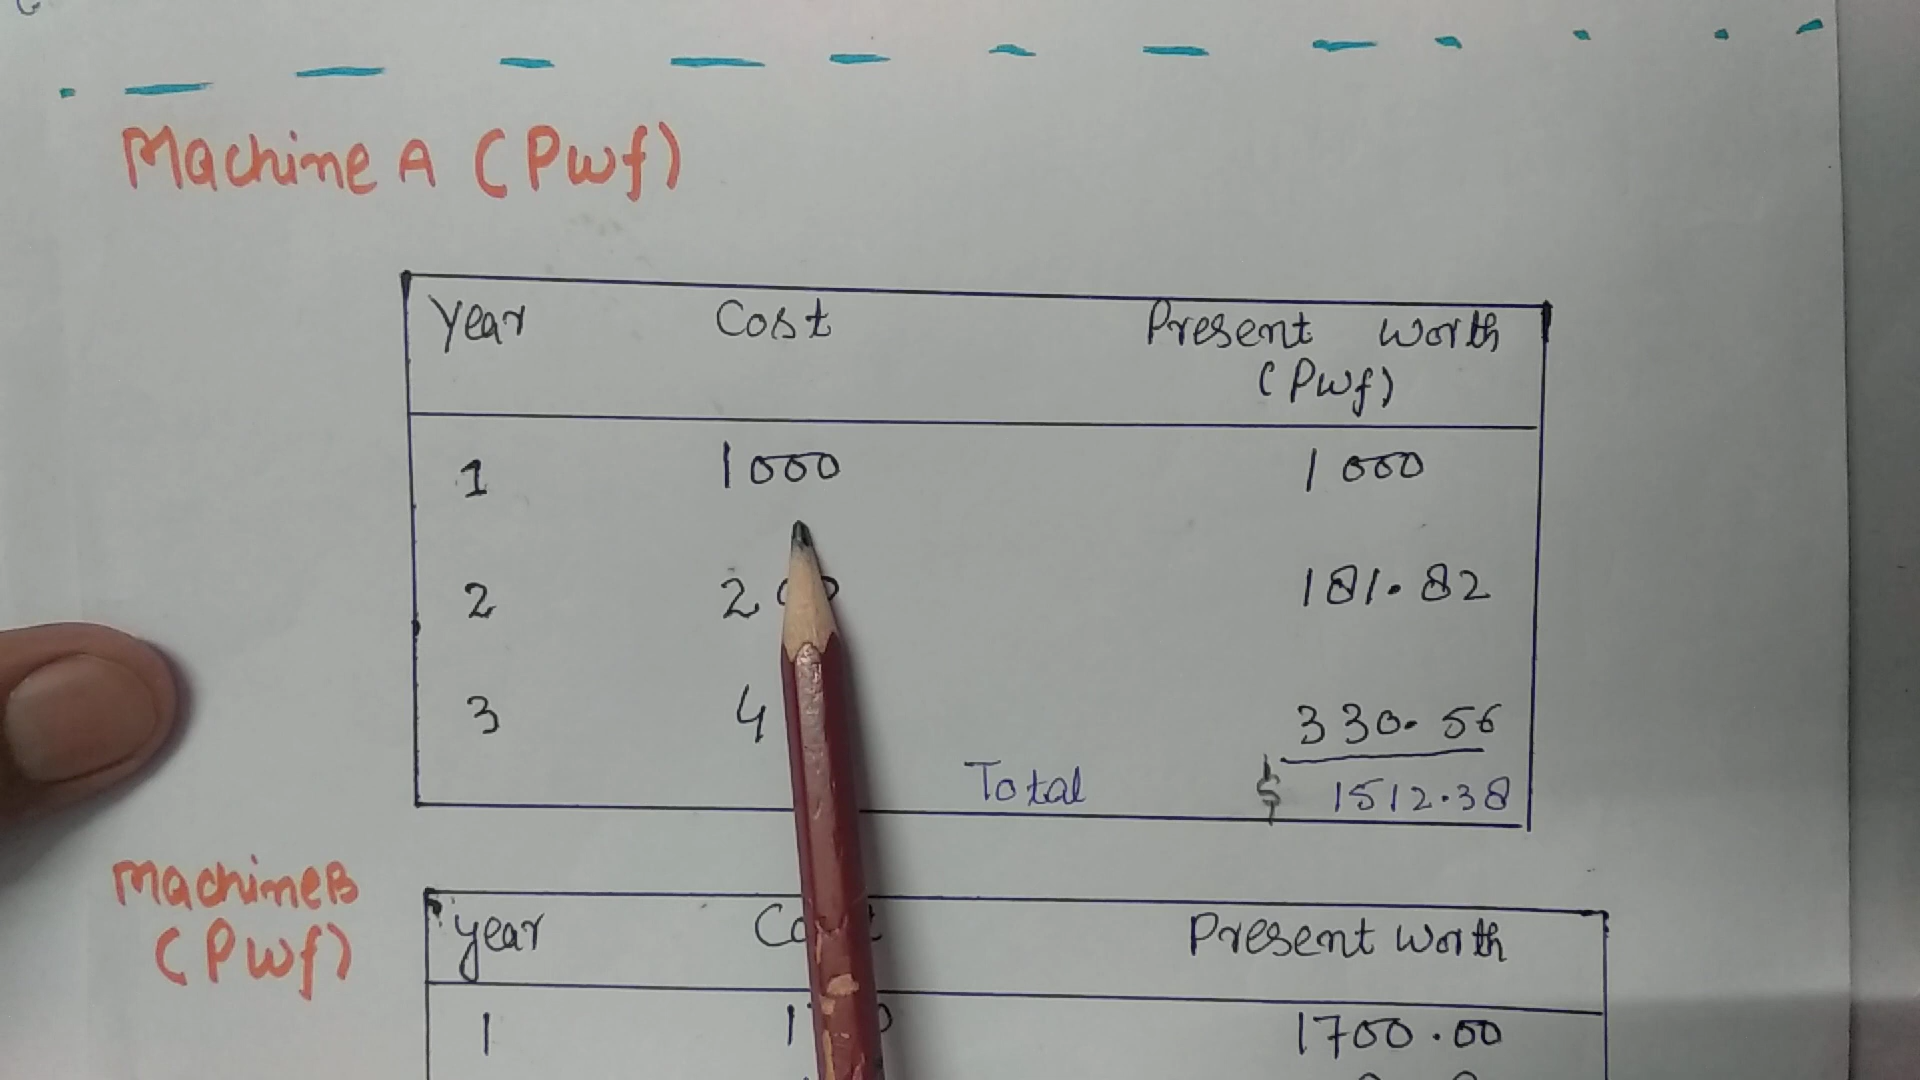 Machine A (Pwf)
Year Cost Present Worth
(Pwf)
1 1000 1000
2 181.82
3 330.56
Total $ 1512.38
Machine B
(Pwf)
year Present Worth
1 1700.00